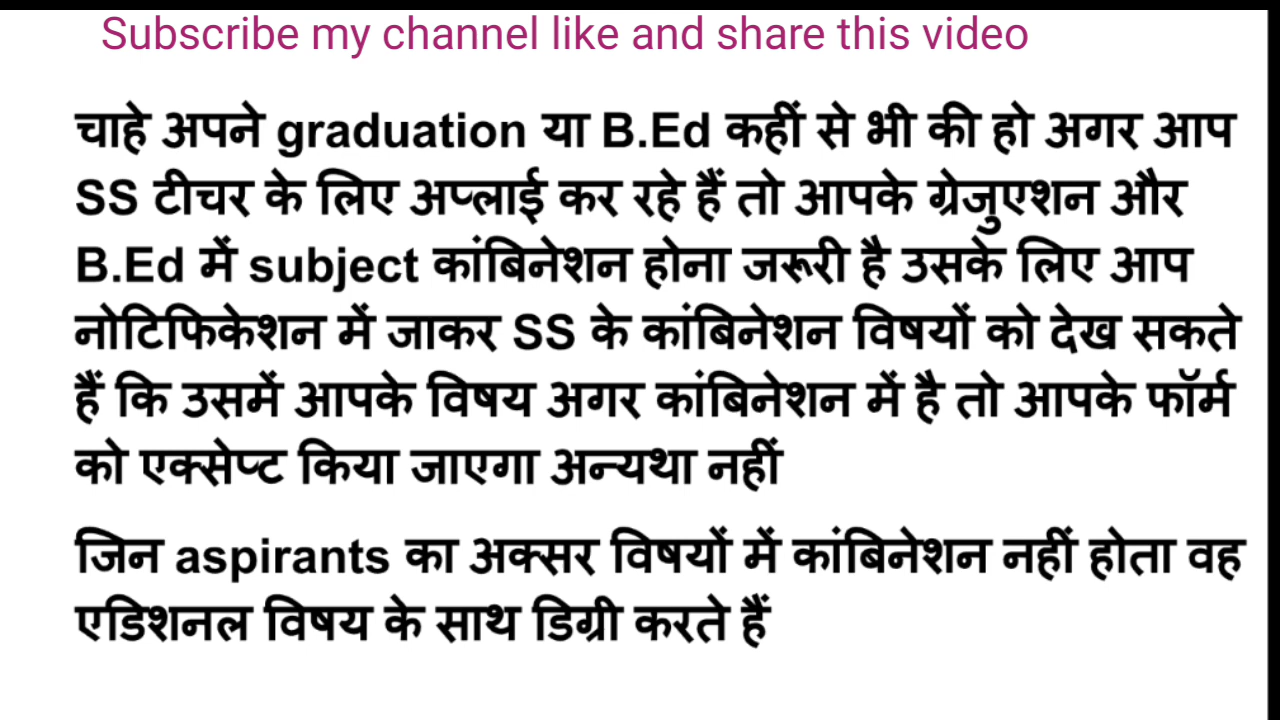 Subscribe my channel like and share this video
चाहे अपने graduation या B.Ed कहीं से भी की हो अगर आप
SS टीचर के लिए अप्लाई कर रहे हैं तो आपके ग्रेजुएशन और
B.Ed में subject कांबिनेशन होना जरूरी है उसके लिए आप
नोटिफिकेशन में जाकर SS के कांबिनेशन विषयों को देख सकते
हैं कि उसमें आपके विषय अगर कांबिनेशन में है तो आपके फॉर्म
को एक्सेप्ट किया जाएगा अन्यथा नहीं
जिन aspirants का अक्सर विषयों में कांबिनेशन नहीं होता वह
एडिशनल विषय के साथ डिग्री करते हैं